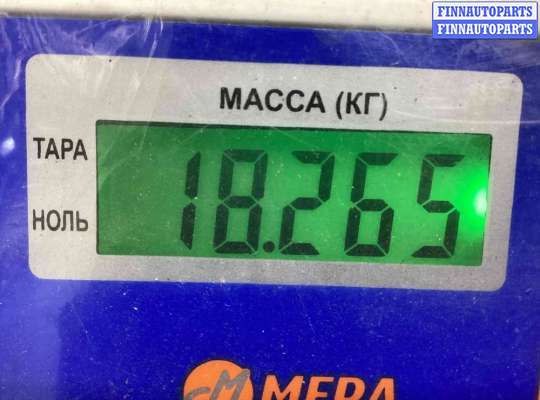 FINNAUTOPARTS
FINNAUTOPARTS
МАССА (КГ)
ТАРА
18.265
НОЛЬ
МЕРА